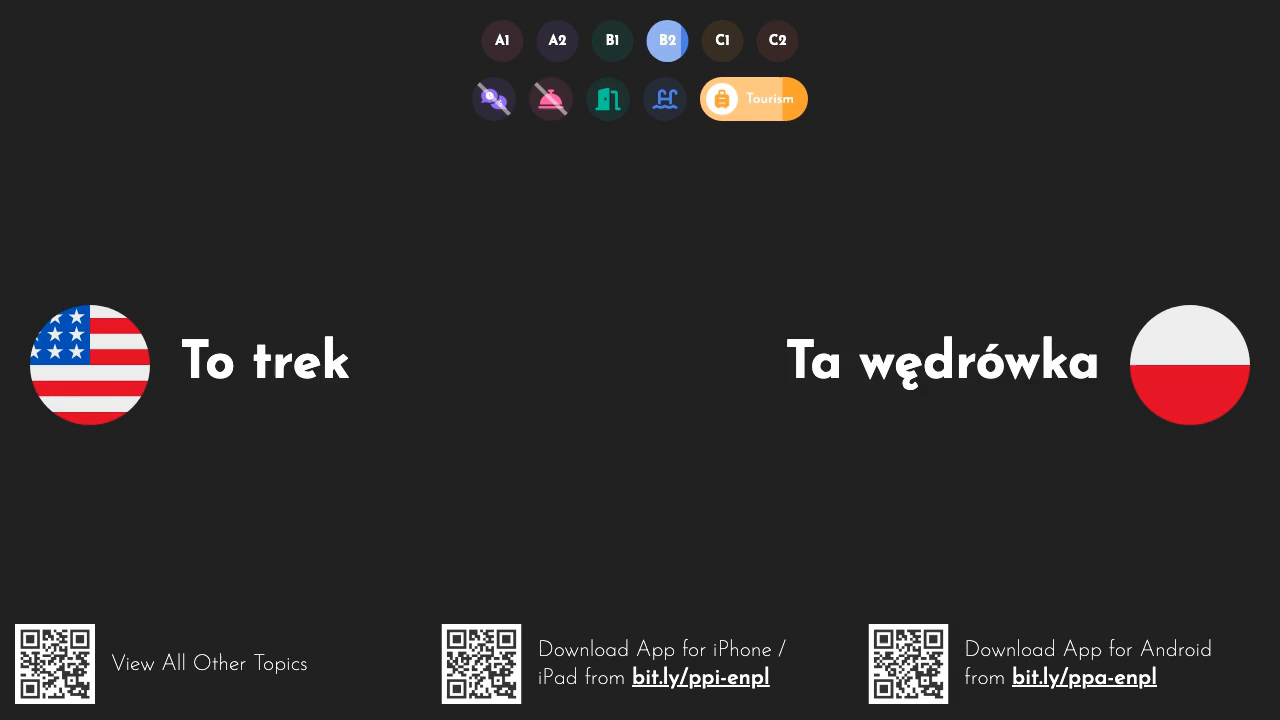 A1 A2 B1 B2 C1 C2
Tourism
To trek
Ta wędrówka
View All Other Topics
Download App for iPhone /
iPad from bit.ly/ppi-enpl
Download App for Android
from bit.ly/ppa-enpl